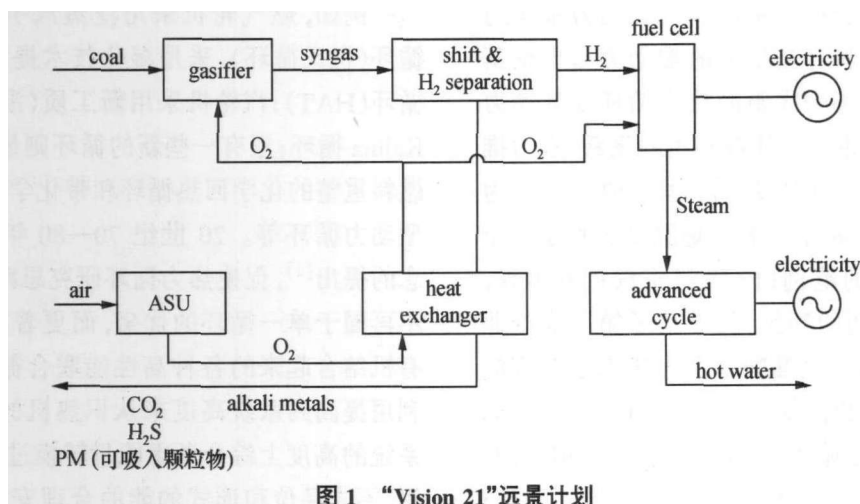 fuel cell
coal
gasifier
syngas
shift &
H₂ separation
H₂
electricity
O₂
O₂
Steam
air
ASU
O₂
heat
exchanger
advanced
cycle
electricity
CO₂
alkali metals
hot water
H₂S
PM (可吸入颗粒物)
图1 “Vision 21”远景计划